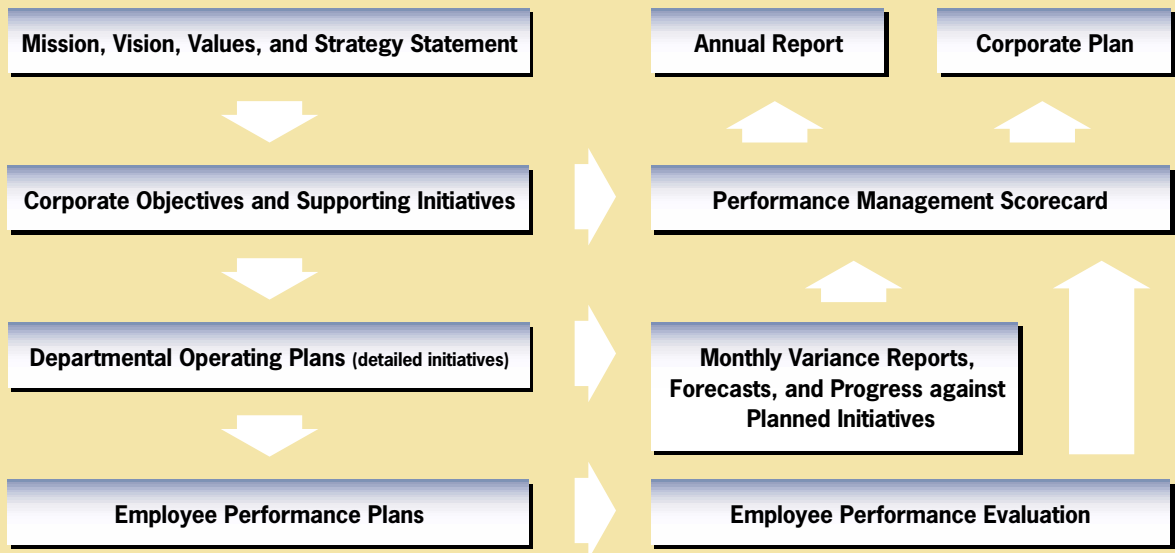 Mission, Vision, Values, and Strategy Statement
Annual Report
Corporate Plan
Corporate Objectives and Supporting Initiatives
Performance Management Scorecard
Departmental Operating Plans (detailed initiatives)
Monthly Variance Reports,
Forecasts, and Progress against
Planned Initiatives
Employee Performance Plans
Employee Performance Evaluation